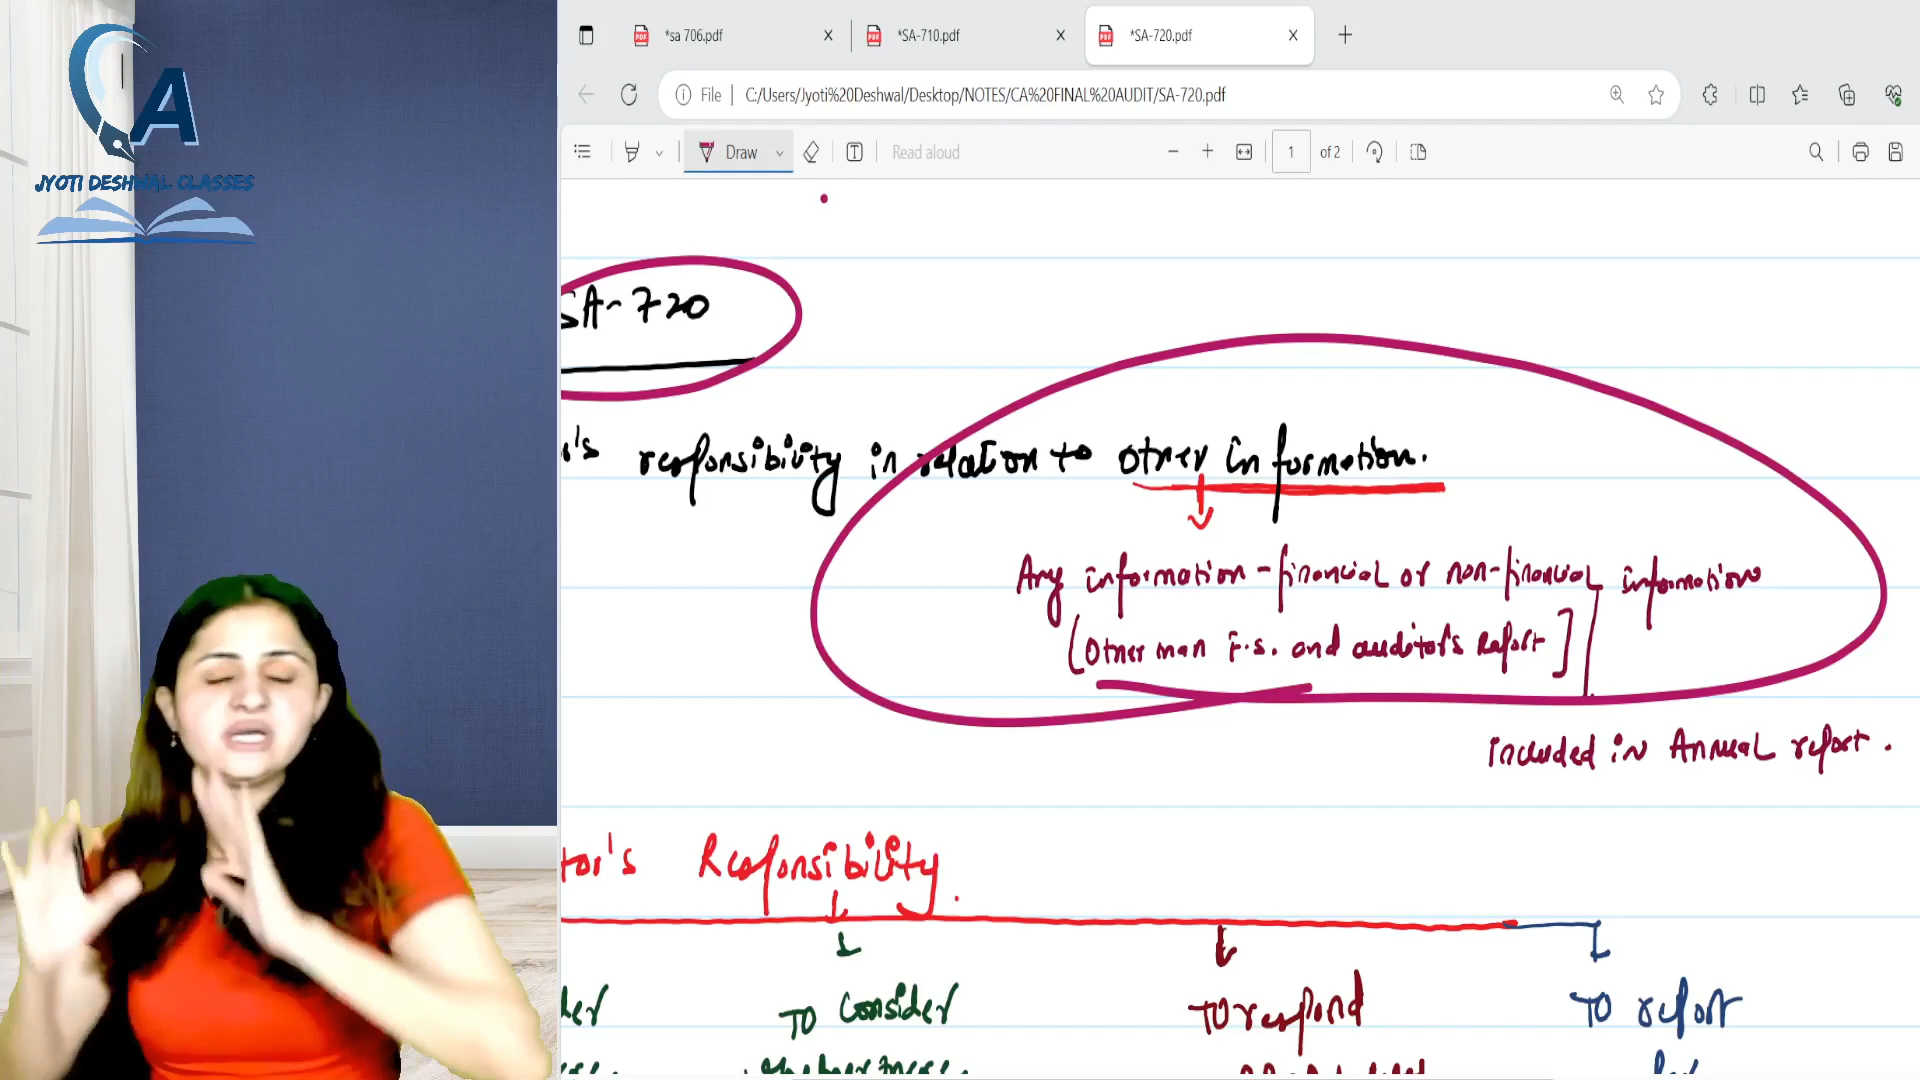 *sa 706.pdf
*SA-710.pdf
*SA-720.pdf
File
C:/Users/Jyoti%20Deshwal/Desktop/NOTES/CA%20FINAL%20AUDIT/SA-720.pdf
Draw
Read aloud
1 of 2
CA
JYOTI DESHWAL CLASSES
SA-720
r's responsibility in relation to other information.
Any information - financial or non-financial information
[other than F.S. and auditor's Report]
included in Annual report.
tor's Responsibility.
der
To consider
To respond
To report